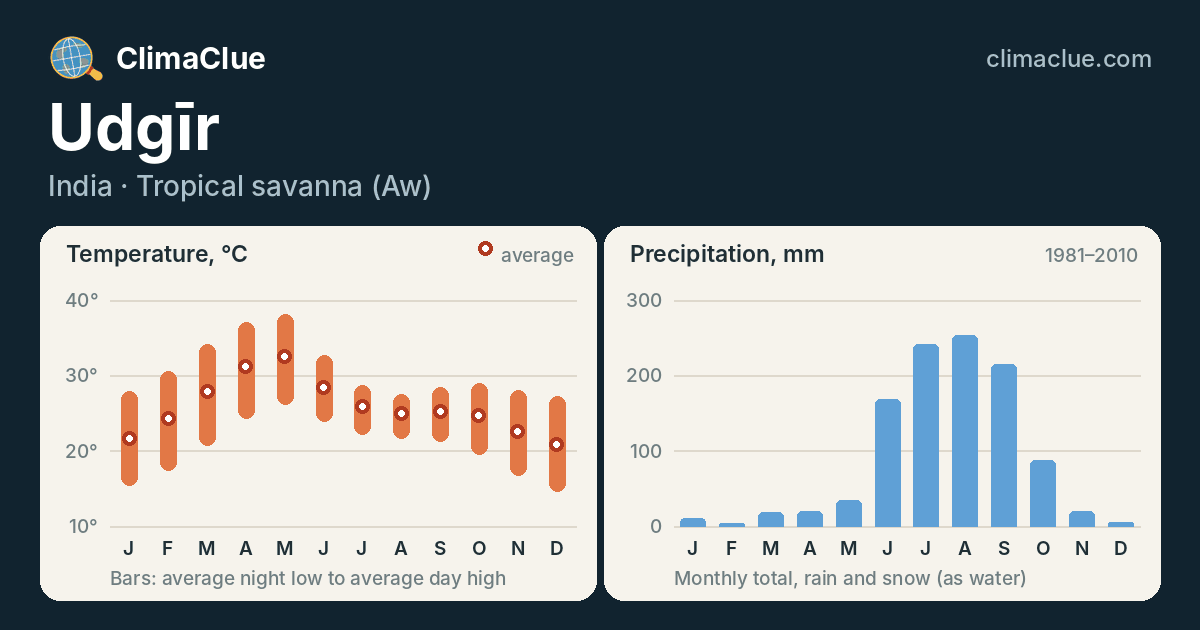 ClimaClue
climaclue.com
Udgīr
India · Tropical savanna (Aw)
Temperature, °C
average
40°
30°
20°
10°
J F M A M J J A S O N D
Bars: average night low to average day high
Precipitation, mm
1981–2010
300
200
100
0
J F M A M J J A S O N D
Monthly total, rain and snow (as water)